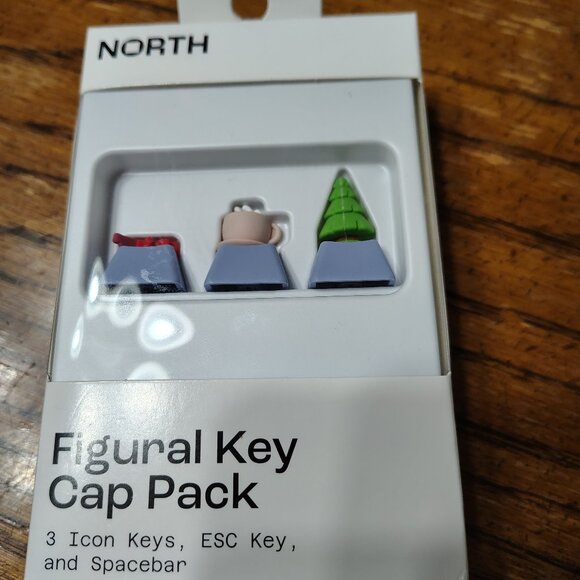 NORTH
Figural Key
Cap Pack
3 Icon Keys, ESC Key,
and Spacebar